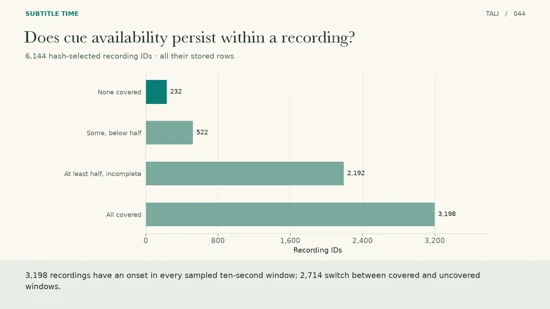 SUBTITLE TIME
TALI / 044
Does cue availability persist within a recording?
6,144 hash-selected recording IDs · all their stored rows
None covered
232
Some, below half
522
At least half, incomplete
2,192
All covered
3,198
0 800 1,600 2,400 3,200
Recording IDs
3,198 recordings have an onset in every sampled ten-second window; 2,714 switch between covered and uncovered
windows.